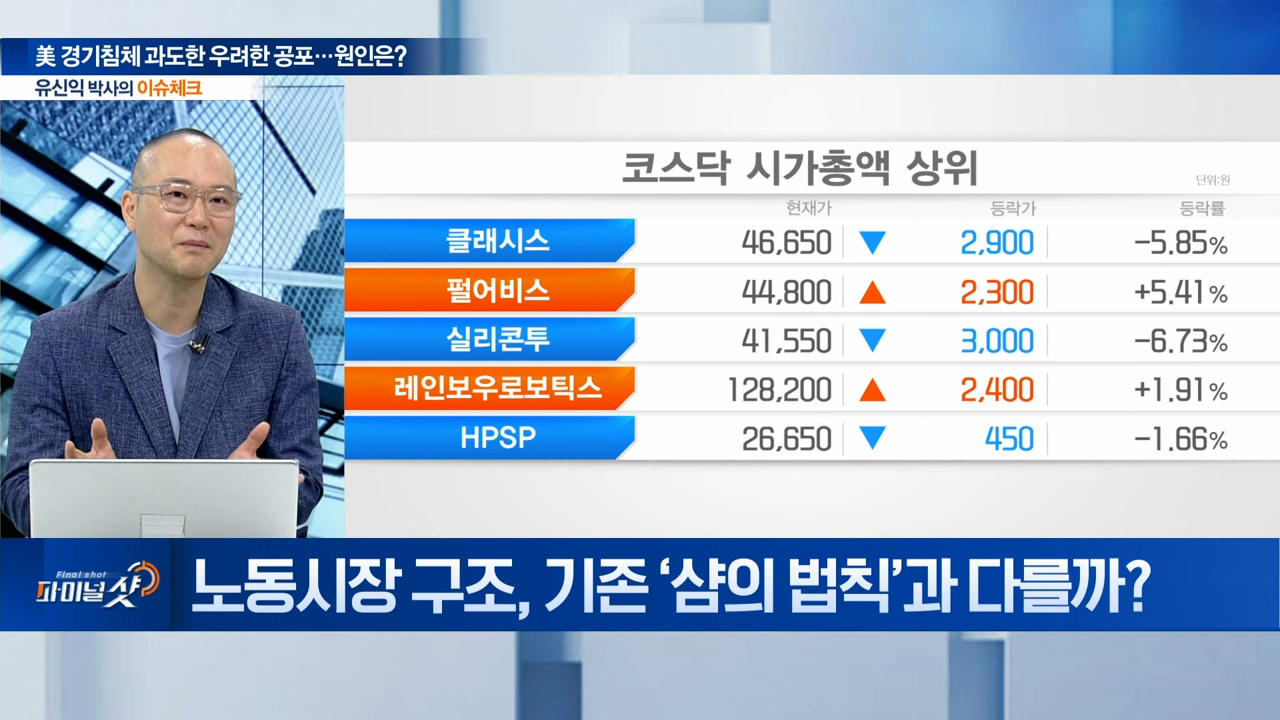 美 경기침체 과도한 우려한 공포…원인은?
유신익 박사의 이슈체크
코스닥 시가총액 상위
단위:원
현재가 등락가 등락률
클래시스 46,650 ▼ 2,900 -5.85%
펄어비스 44,800 ▲ 2,300 +5.41%
실리콘투 41,550 ▼ 3,000 -6.73%
레인보우로보틱스 128,200 ▲ 2,400 +1.91%
HPSP 26,650 ▼ 450 -1.66%
Final shot
파이널샷
노동시장 구조, 기존 ‘샴의 법칙’과 다를까?